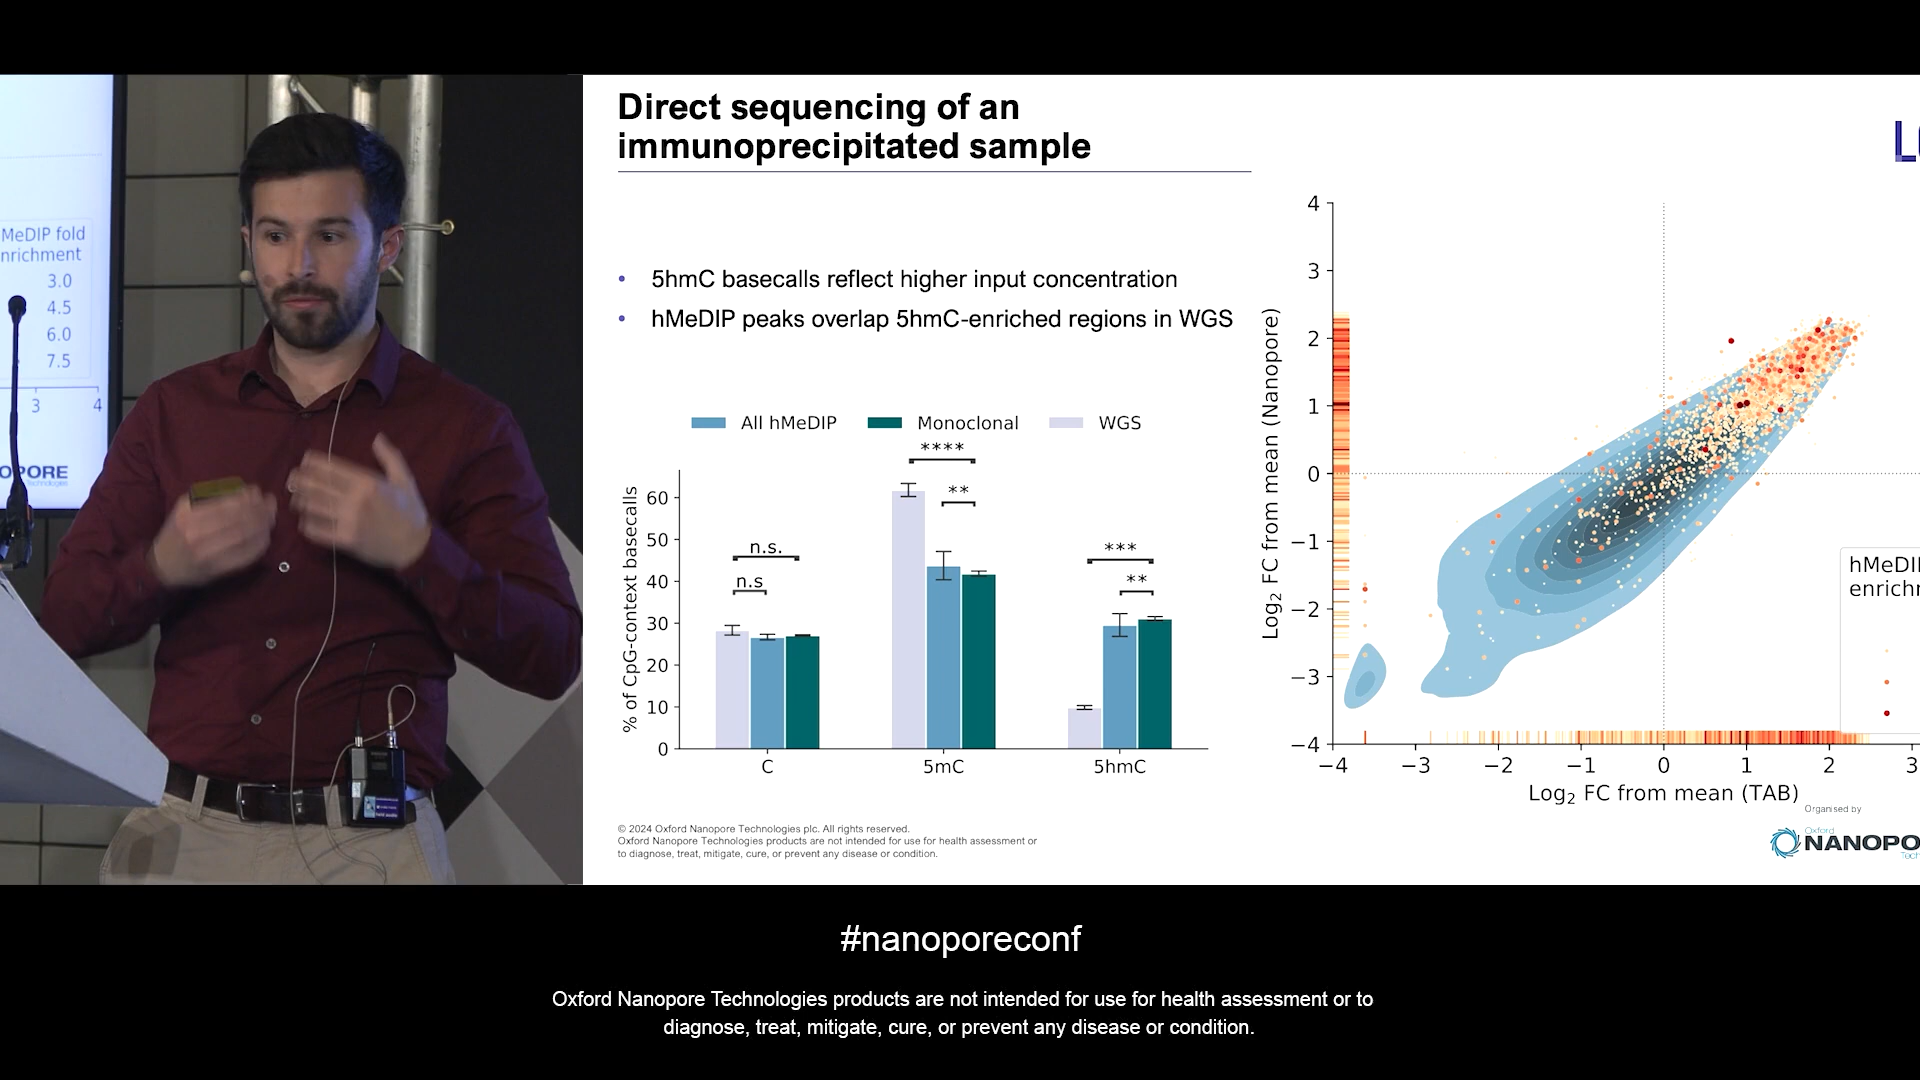 MeDIP fold
nrichment
3.0
4.5
6.0
7.5
3 4
OPORE
Technologies
Direct sequencing of an
immunoprecipitated sample
• 5hmC basecalls reflect higher input concentration
• hMeDIP peaks overlap 5hmC-enriched regions in WGS
All hMeDIP Monoclonal WGS
% of CpG-context basecalls
60
50
40
30
20
10
0
n.s.
n.s
****
**
***
**
C 5mC 5hmC
Log2 FC from mean (Nanopore)
4
3
2
1
0
−1
−2
−3
−4
−4 −3 −2 −1 0 1 2 3
Log2 FC from mean (TAB)
hMeDI
enrichr
Organised by
Oxford
NANOPO
Tech
© 2024 Oxford Nanopore Technologies plc. All rights reserved.
Oxford Nanopore Technologies products are not intended for use for health assessment or
to diagnose, treat, mitigate, cure, or prevent any disease or condition.
#nanoporeconf
Oxford Nanopore Technologies products are not intended for use for health assessment or to
diagnose, treat, mitigate, cure, or prevent any disease or condition.